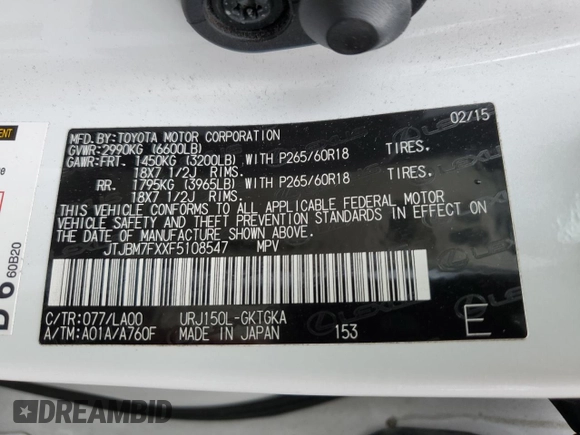 02/15
MFD.BY:TOYOTA MOTOR CORPORATION
GVWR:2990KG (6600LB)
GAWR:FRT. 1450KG (3200LB) WITH P265/60R18 TIRES.
18X7 1/2J RIMS.
RR. 1795KG (3965LB) WITH P265/60R18 TIRES.
18X7 1/2J RIMS.
THIS VEHICLE CONFORMS TO ALL APPLICABLE FEDERAL MOTOR
VEHICLE SAFETY AND THEFT PREVENTION STANDARDS IN EFFECT ON
THE DATE OF MANUFACTURE SHOWN ABOVE.
JTJBM7FXXF5108547 MPV
C/TR:077/LA00 URJ150L-GKTGKA
A/TM:A01A/A760F MADE IN JAPAN 153 E
60B20
LEXUS
DREAMBID